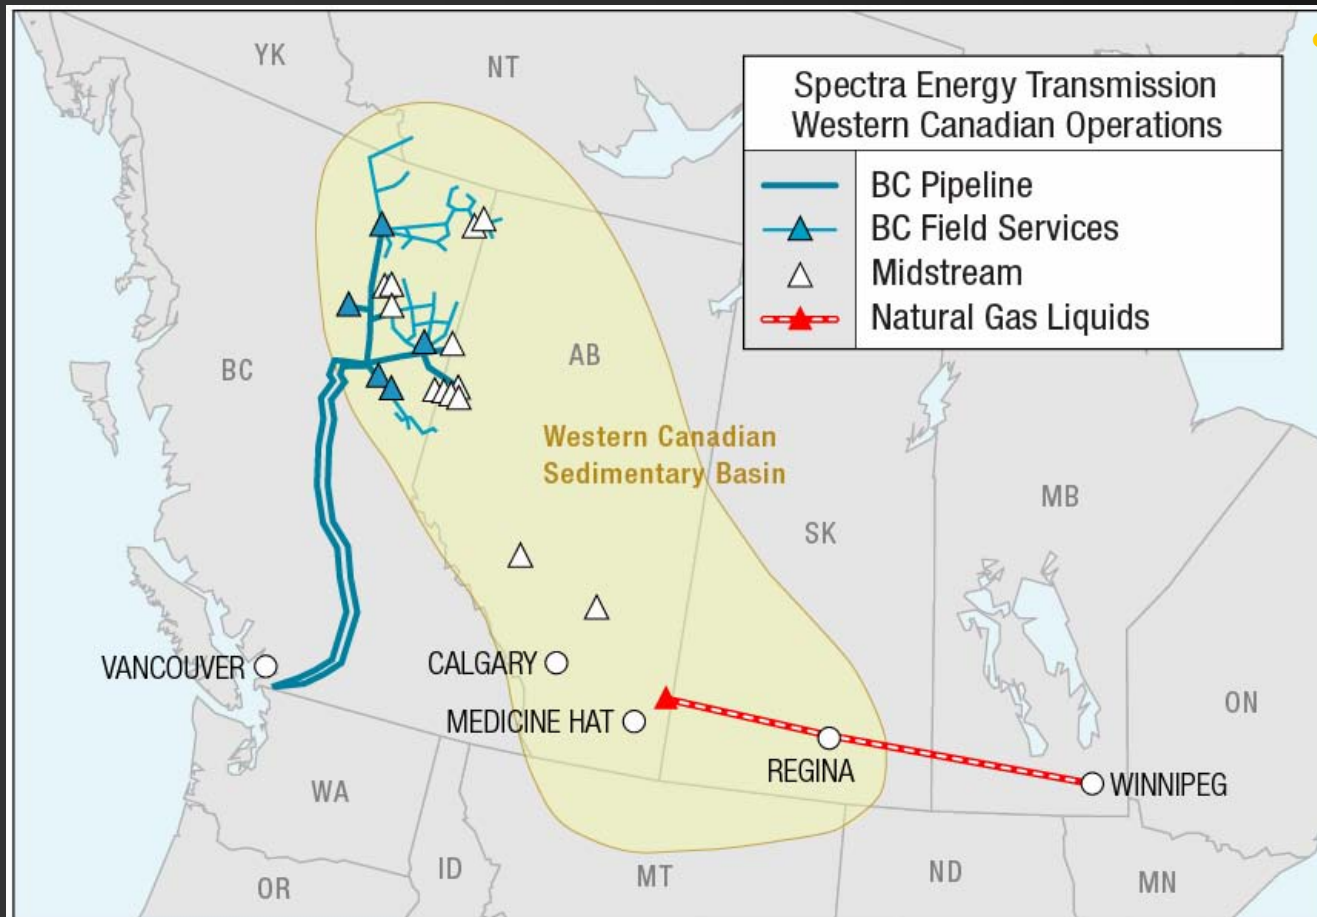 YK
NT
Spectra Energy Transmission
Western Canadian Operations
BC Pipeline
BC Field Services
Midstream
Natural Gas Liquids
BC
AB
Western Canadian
Sedimentary Basin
SK
MB
VANCOUVER
CALGARY
MEDICINE HAT
REGINA
WINNIPEG
ON
WA
ID
OR
MT
ND
MN